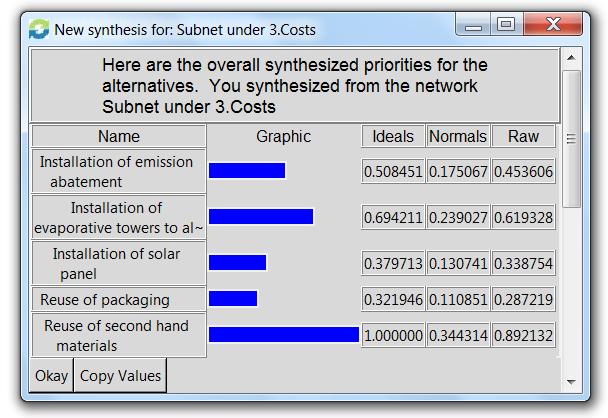 New synthesis for: Subnet under 3.Costs
Here are the overall synthesized priorities for the
alternatives. You synthesized from the network
Subnet under 3.Costs
Name Graphic Ideals Normals Raw
Installation of emission
abatement 0.508451 0.175067 0.453606
Installation of
evaporative towers to al~ 0.694211 0.239027 0.619328
Installation of solar
panel 0.379713 0.130741 0.338754
Reuse of packaging 0.321946 0.110851 0.287219
Reuse of second hand
materials 1.000000 0.344314 0.892132
Okay Copy Values